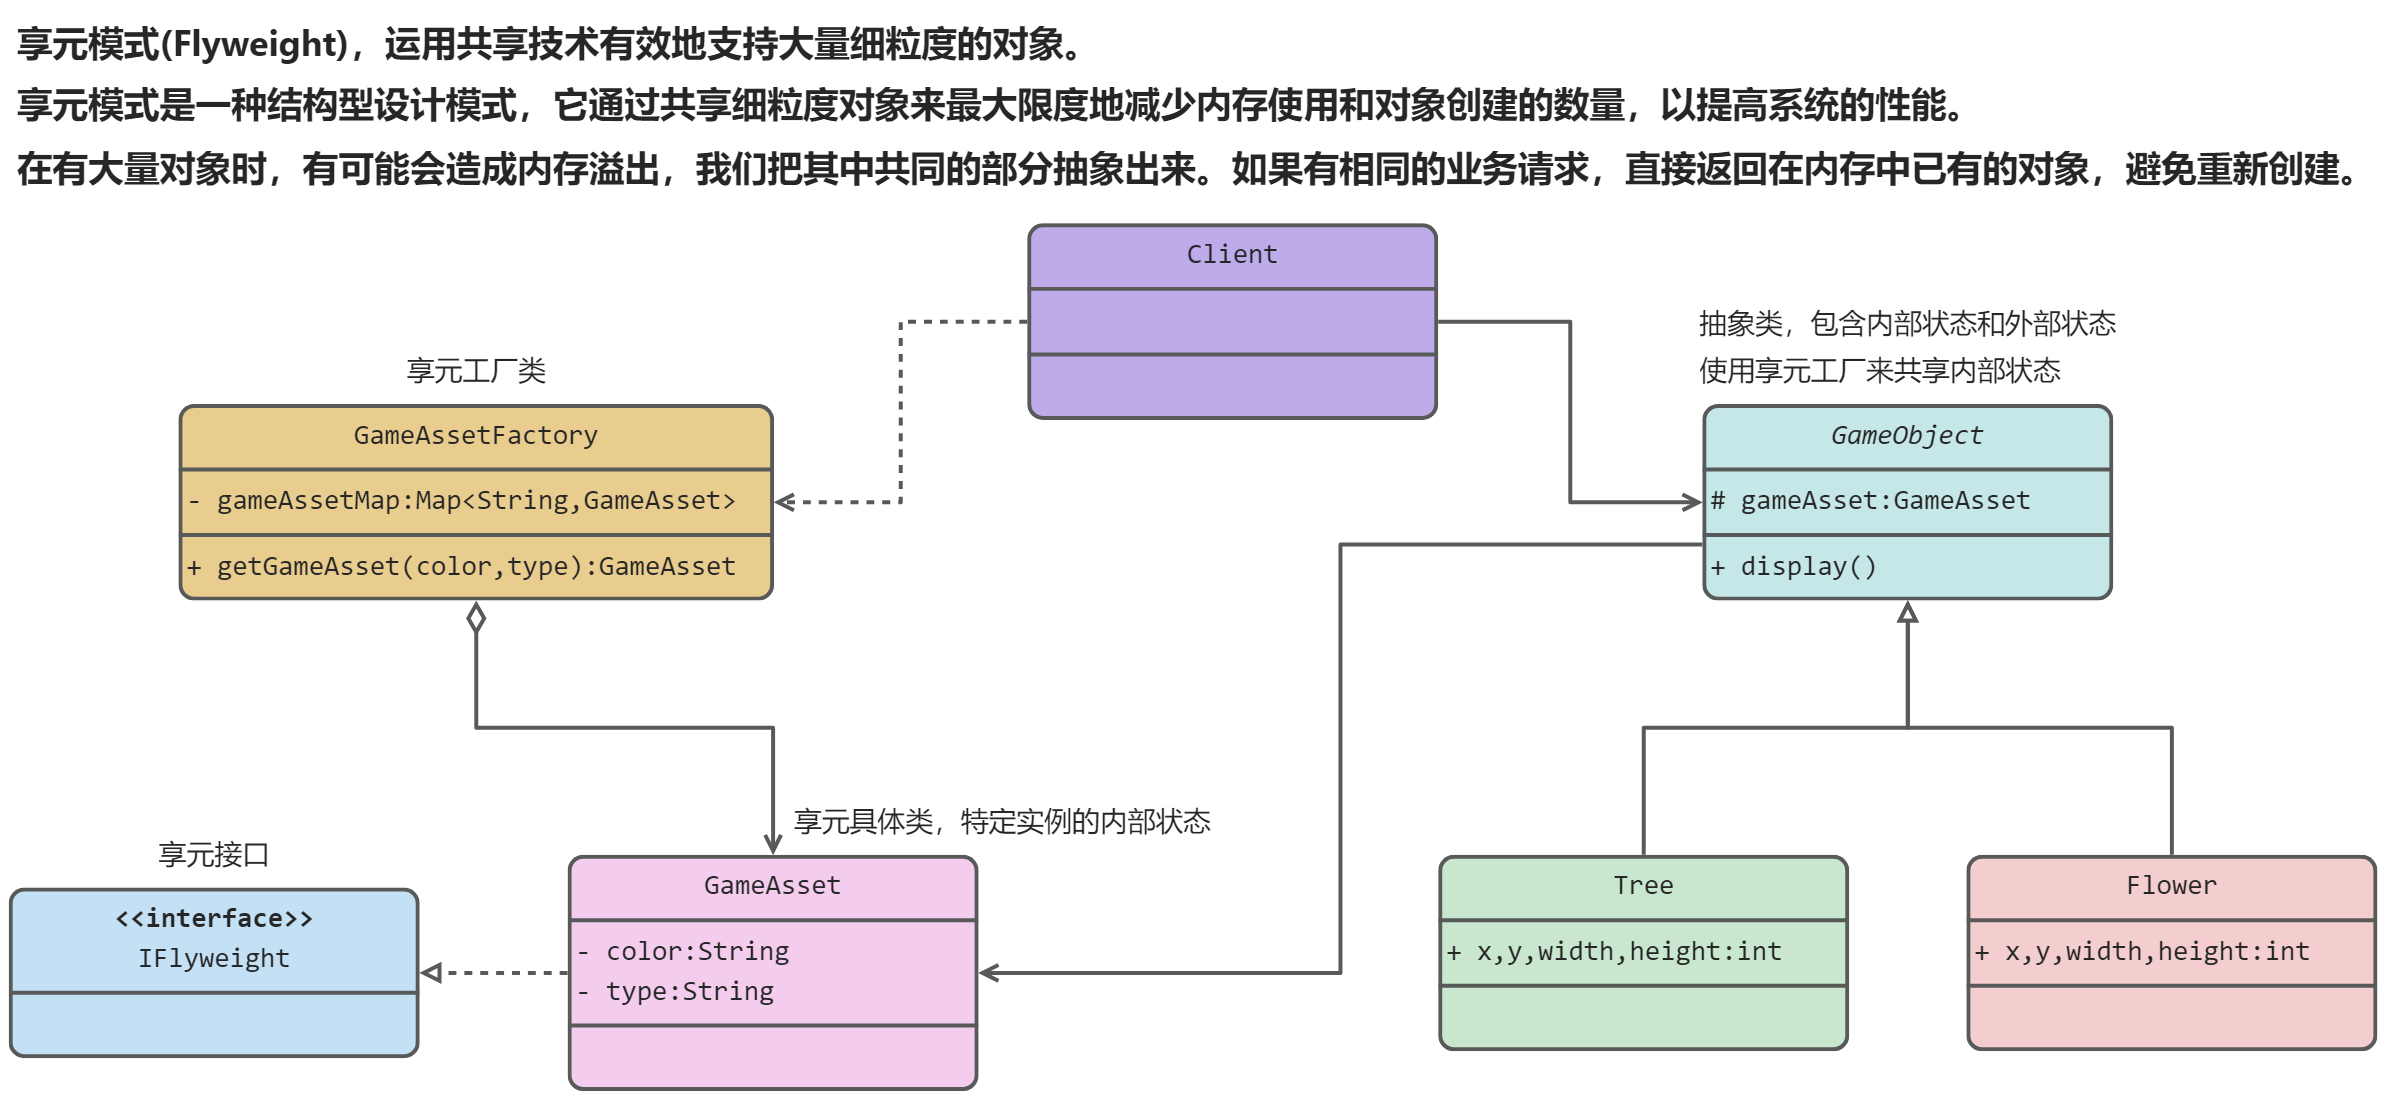 享元模式(Flyweight)，运用共享技术有效地支持大量细粒度的对象。
享元模式是一种结构型设计模式，它通过共享细粒度对象来最大限度地减少内存使用和对象创建的数量，以提高系统的性能。
在有大量对象时，有可能会造成内存溢出，我们把其中共同的部分抽象出来。如果有相同的业务请求，直接返回在内存中已有的对象，避免重新创建。
Client
抽象类，包含内部状态和外部状态
使用享元工厂来共享内部状态
享元工厂类
GameAssetFactory
- gameAssetMap:Map<String,GameAsset>
+ getGameAsset(color,type):GameAsset
GameObject
# gameAsset:GameAsset
+ display()
享元接口
<<interface>>
IFlyweight
享元具体类，特定实例的内部状态
GameAsset
- color:String
- type:String
Tree
+ x,y,width,height:int
Flower
+ x,y,width,height:int